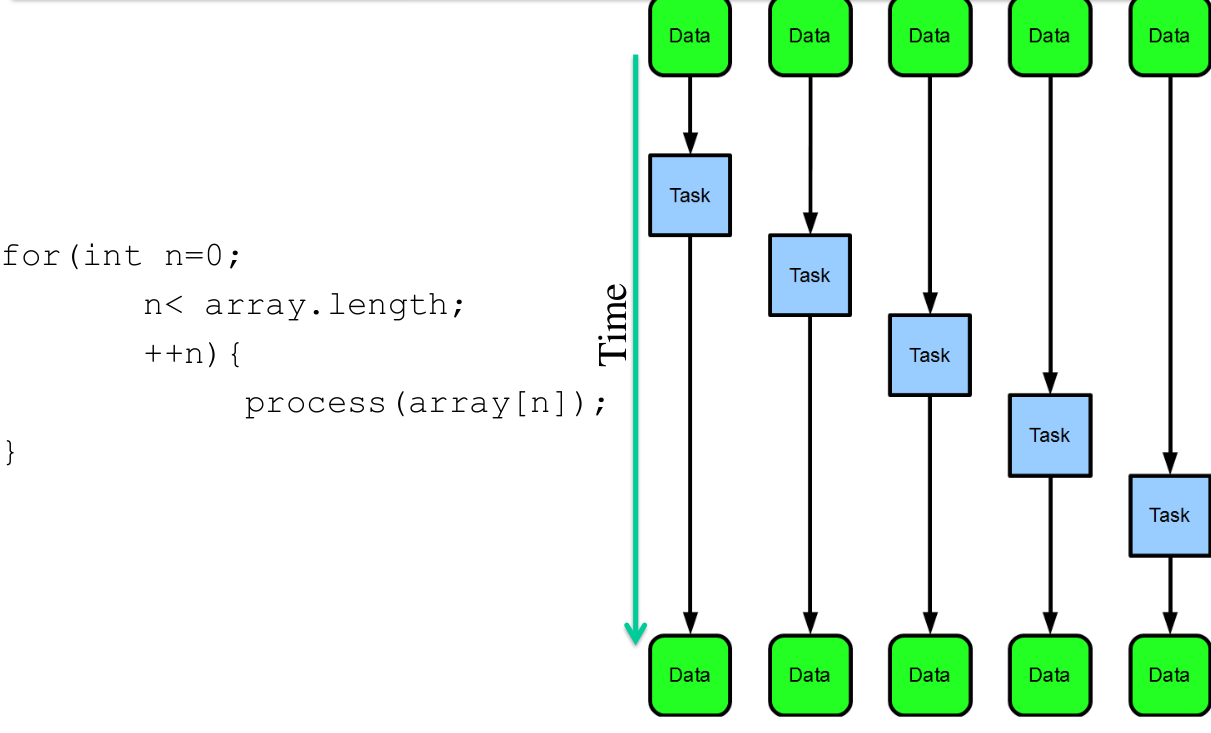 Data Data Data Data Data
Task
for(int n=0;
Task
n< array.length;
Time
++n){
Task
process(array[n]);
Task
}
Task
Data Data Data Data Data